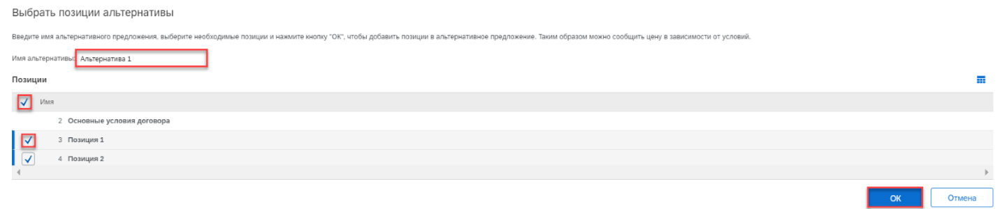 Выбрать позиции альтернативы
Введите имя альтернативного предложения, выберите необходимые позиции и нажмите кнопку "ОК", чтобы добавить позиции в альтернативное предложение. Таким образом можно сообщить цену в зависимости от условий.
Имя альтернативы: Альтернатива 1
Позиции
Имя
2 Основные условия договора
3 Позиция 1
4 Позиция 2
ОК Отмена